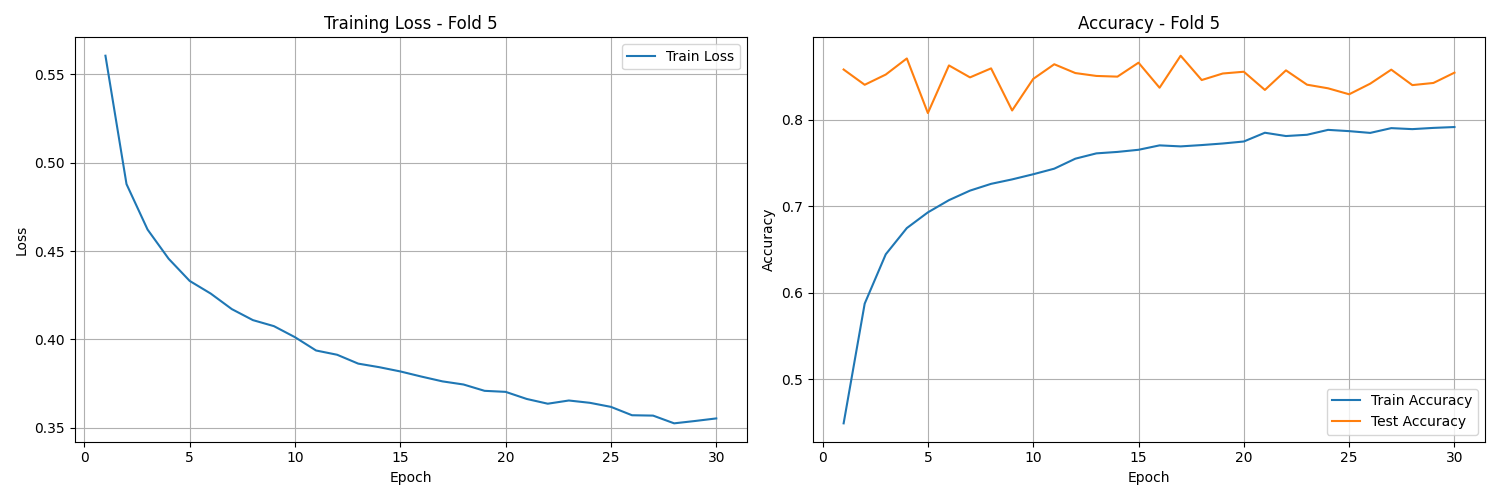 Training Loss - Fold 5
Train Loss
0.55
0.50
0.45
0.40
0.35
Loss
0 5 10 15 20 25 30
Epoch
Accuracy - Fold 5
0.8
0.7
0.6
0.5
Accuracy
Train Accuracy
Test Accuracy
0 5 10 15 20 25 30
Epoch